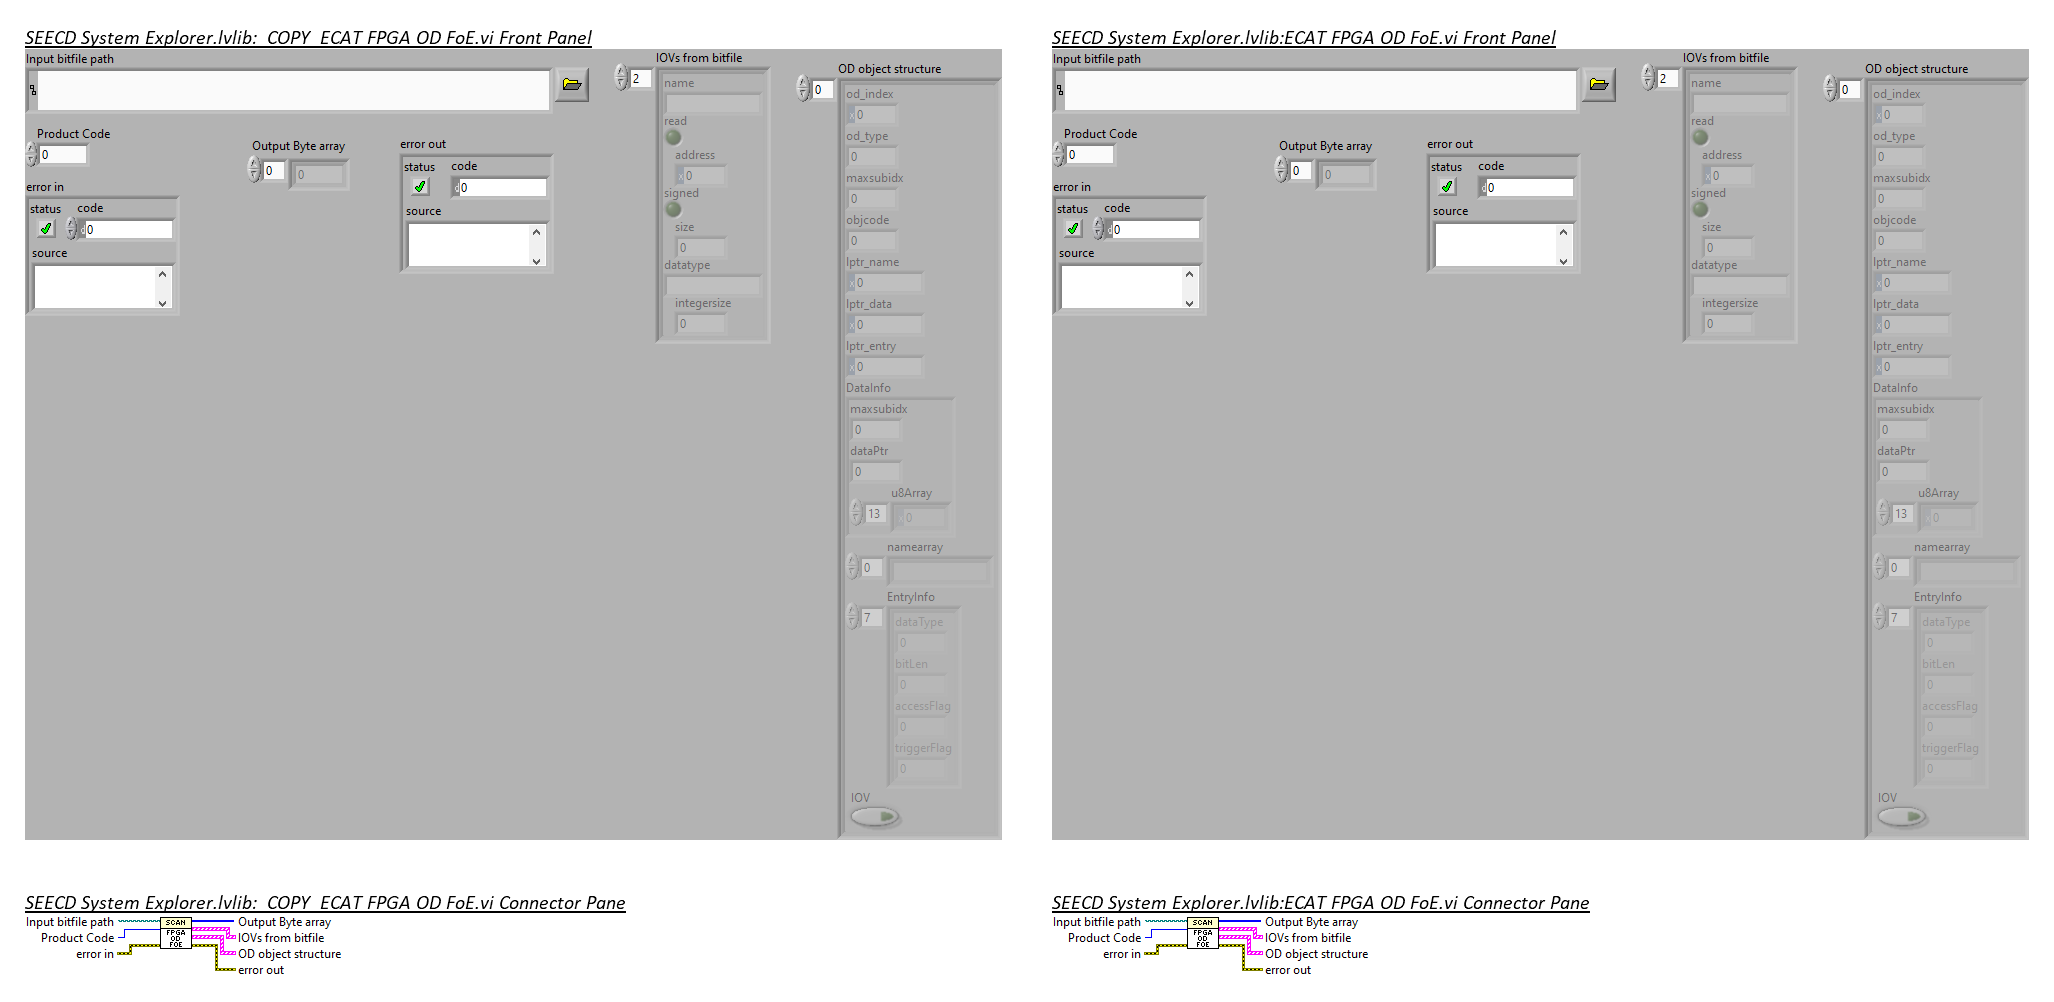 SEECD System Explorer.lvlib:  COPY  ECAT FPGA OD FoE.vi Front Panel
Input bitfile path
IOVs from bitfile
2
name
read
address
x 0
signed
size
0
datatype
integersize
0
OD object structure
0
od_index
x 0
od_type
0
maxsubidx
0
objcode
0
lptr_name
x 0
lptr_data
x 0
lptr_entry
x 0
DataInfo
maxsubidx
0
dataPtr
0
u8Array
13
x 0
namearray
0
EntryInfo
7
dataType
0
bitLen
0
accessFlag
0
triggerFlag
0
IOV
Product Code
0
Output Byte array
0
0
error out
status code
d 0
source
error in
status code
d 0
source
SEECD System Explorer.lvlib:ECAT FPGA OD FoE.vi Front Panel
Input bitfile path
IOVs from bitfile
2
name
read
address
x 0
signed
size
0
datatype
integersize
0
OD object structure
0
od_index
x 0
od_type
0
maxsubidx
0
objcode
0
lptr_name
x 0
lptr_data
x 0
lptr_entry
x 0
DataInfo
maxsubidx
0
dataPtr
0
u8Array
13
x 0
namearray
0
EntryInfo
7
dataType
0
bitLen
0
accessFlag
0
triggerFlag
0
IOV
Product Code
0
Output Byte array
0
0
error out
status code
d 0
source
error in
status code
d 0
source
SEECD System Explorer.lvlib:  COPY  ECAT FPGA OD FoE.vi Connector Pane
Input bitfile path
Product Code
error in
SCAN
FPGA
OD
FOE
Output Byte array
IOVs from bitfile
OD object structure
error out
SEECD System Explorer.lvlib:ECAT FPGA OD FoE.vi Connector Pane
Input bitfile path
Product Code
error in
SCAN
FPGA
OD
FOE
Output Byte array
IOVs from bitfile
OD object structure
error out